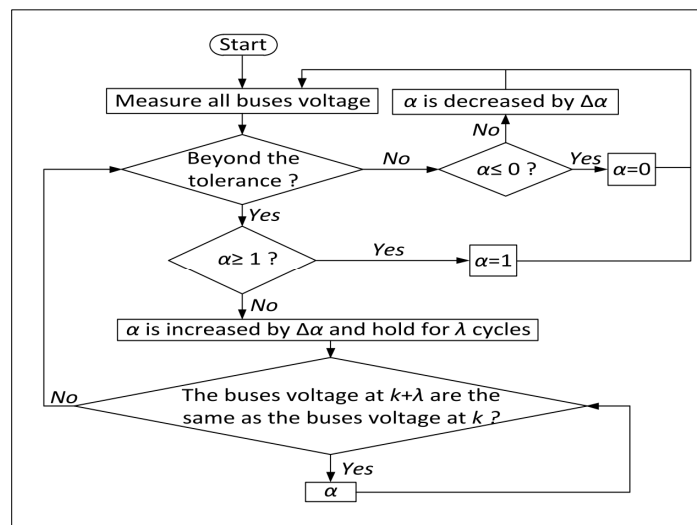 Start
Measure all buses voltage
α is decreased by Δα
No
Beyond the
tolerance ?
No
α≤ 0 ?
Yes
α=0
Yes
α≥ 1 ?
Yes
α=1
No
α is increased by Δα and hold for λ cycles
The buses voltage at k+λ are the
same as the buses voltage at k ?
No
Yes
α